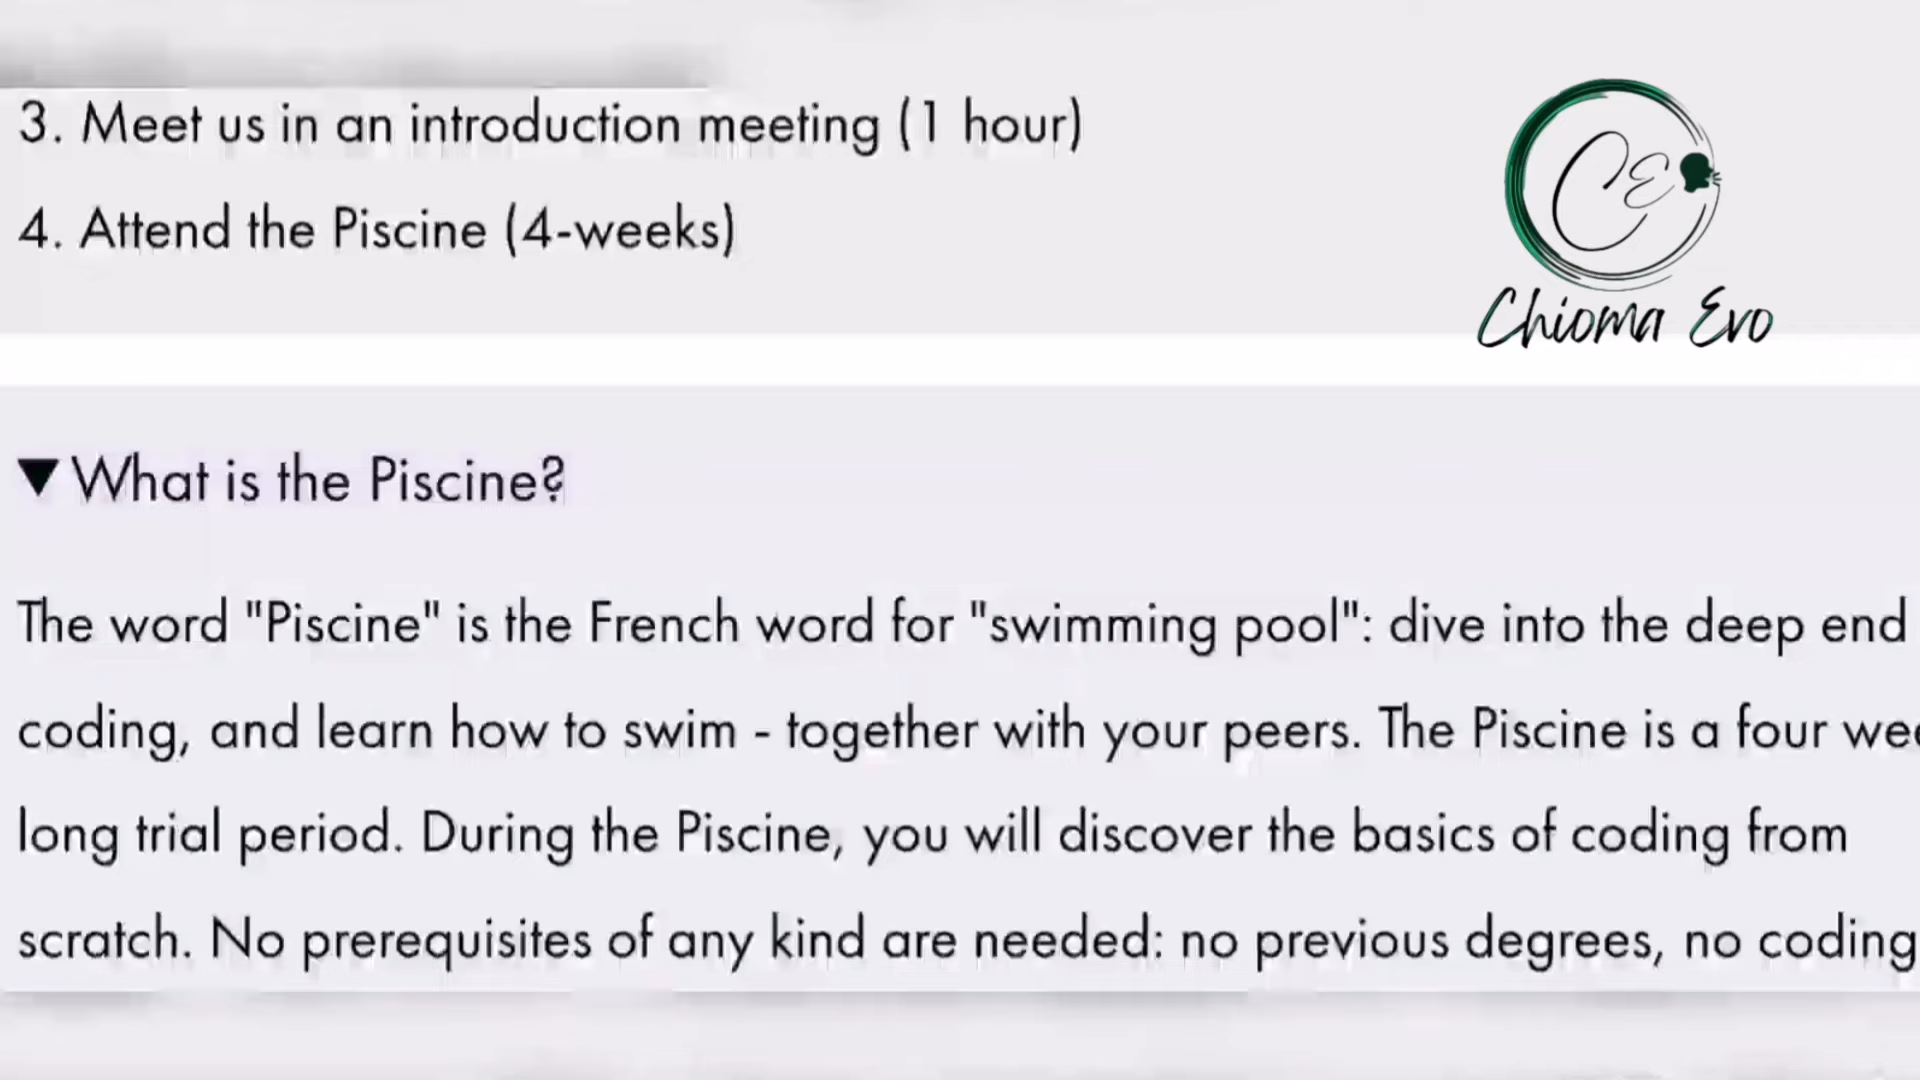 3. Meet us in an introduction meeting (1 hour)
4. Attend the Piscine (4-weeks)
CE
Chioma Evo
▼What is the Piscine?
The word "Piscine" is the French word for "swimming pool": dive into the deep end
coding, and learn how to swim - together with your peers. The Piscine is a four
long trial period. During the Piscine, you will discover the basics of coding from
scratch. No prerequisites of any kind are needed: no previous degrees, no coding